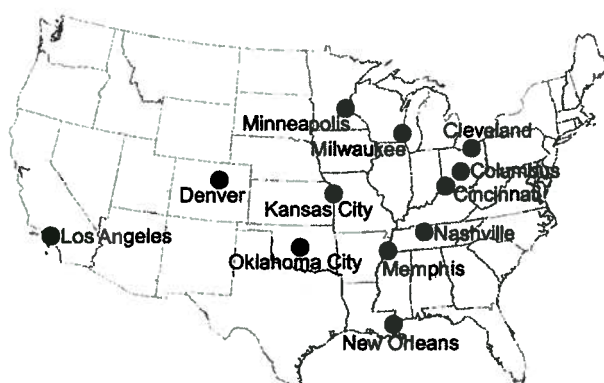 Minneapolis
Milwaukee
Cleveland
Columbus
Cincinnati
Denver
Kansas City
Los Angeles
Nashville
Oklahoma City
Memphis
New Orleans